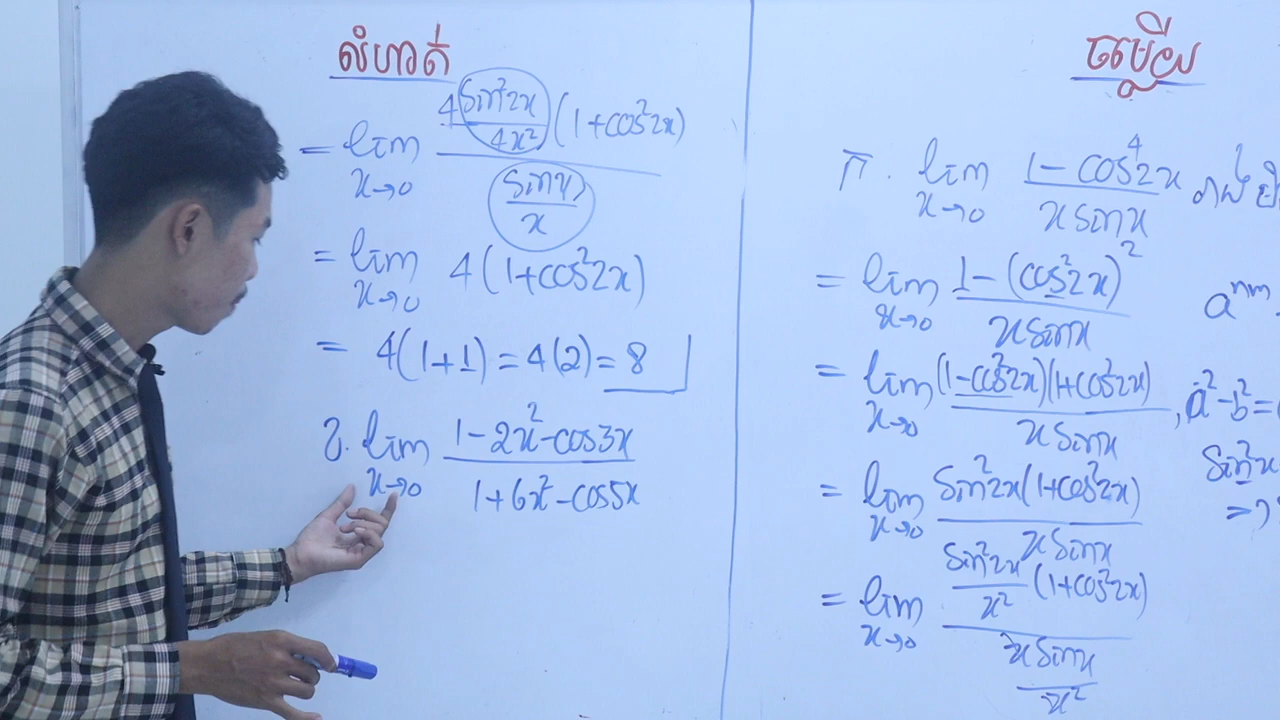 លំហាត់
= lim x→0 (4 sin²2x/4x² (1+cos²2x)) / (sinx/x)
= lim x→0 4(1+cos²2x)
= 4(1+1) = 4(2) = 8
2. lim x→0 (1-2x²-cos3x) / (1+6x²-cos5x)
ចម្លើយ
ក. lim x→0 (1-cos⁴2x) / (x sinx)
= lim x→0 (1-(cos²2x)²) / (x sinx) aⁿᵐ
= lim x→0 ((1-cos²2x)(1+cos²2x)) / (x sinx) , a²-b²=
= lim x→0 (sin²2x(1+cos²2x)) / (x sinx) sin²x =>
= lim x→0 (sin²2x/x² (1+cos²2x)) / (x sinx/x²)